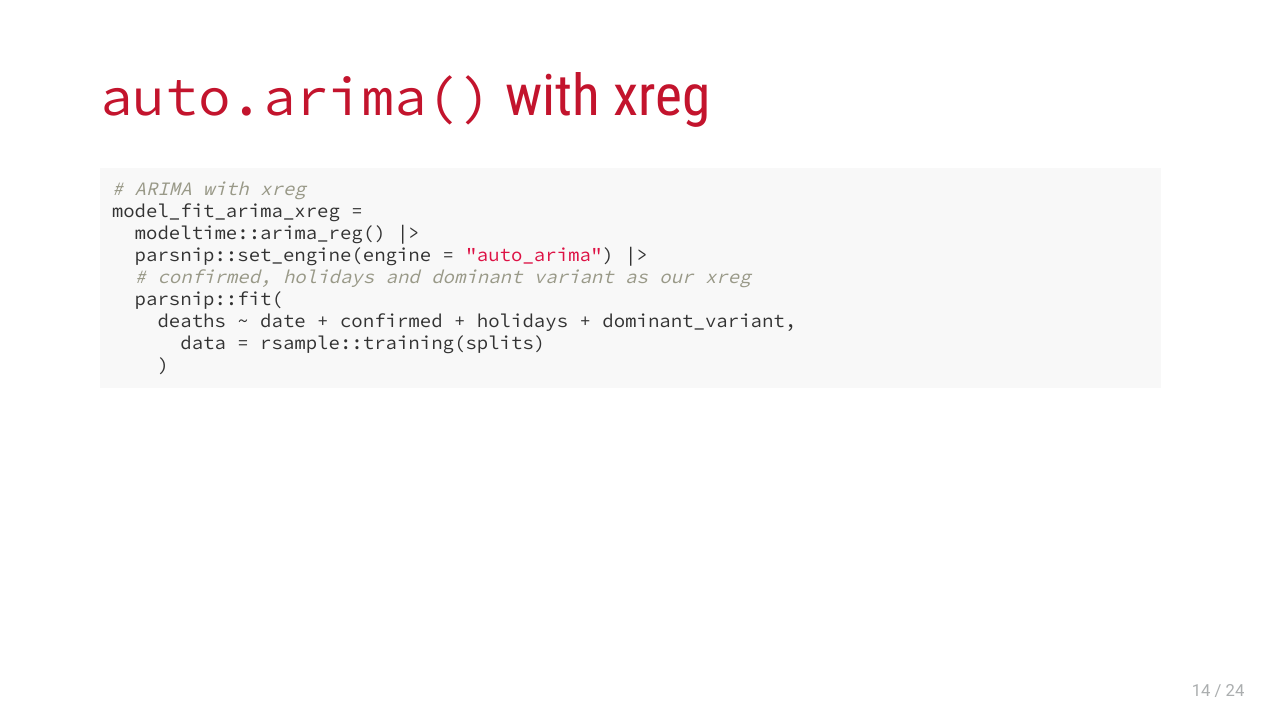 auto.arima() with xreg
# ARIMA with xreg
model_fit_arima_xreg =
  modeltime::arima_reg() |>
  parsnip::set_engine(engine = "auto_arima") |>
  # confirmed, holidays and dominant variant as our xreg
  parsnip::fit(
    deaths ~ date + confirmed + holidays + dominant_variant,
      data = rsample::training(splits)
    )
14 / 24